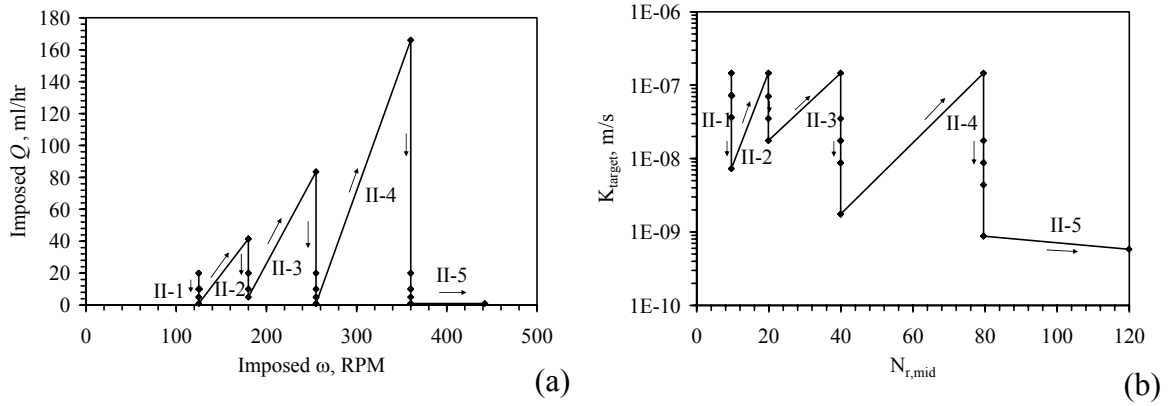 180
160
140
120
100
80
60
40
20
0
Imposed Q, ml/hr
II-1
II-2
II-3
II-4
II-5
0 100 200 300 400 500
Imposed ω, RPM
(a)
1E-06
1E-07
1E-08
1E-09
1E-10
K_target, m/s
II-1
II-2
II-3
II-4
II-5
0 20 40 60 80 100 120
N_r,mid
(b)